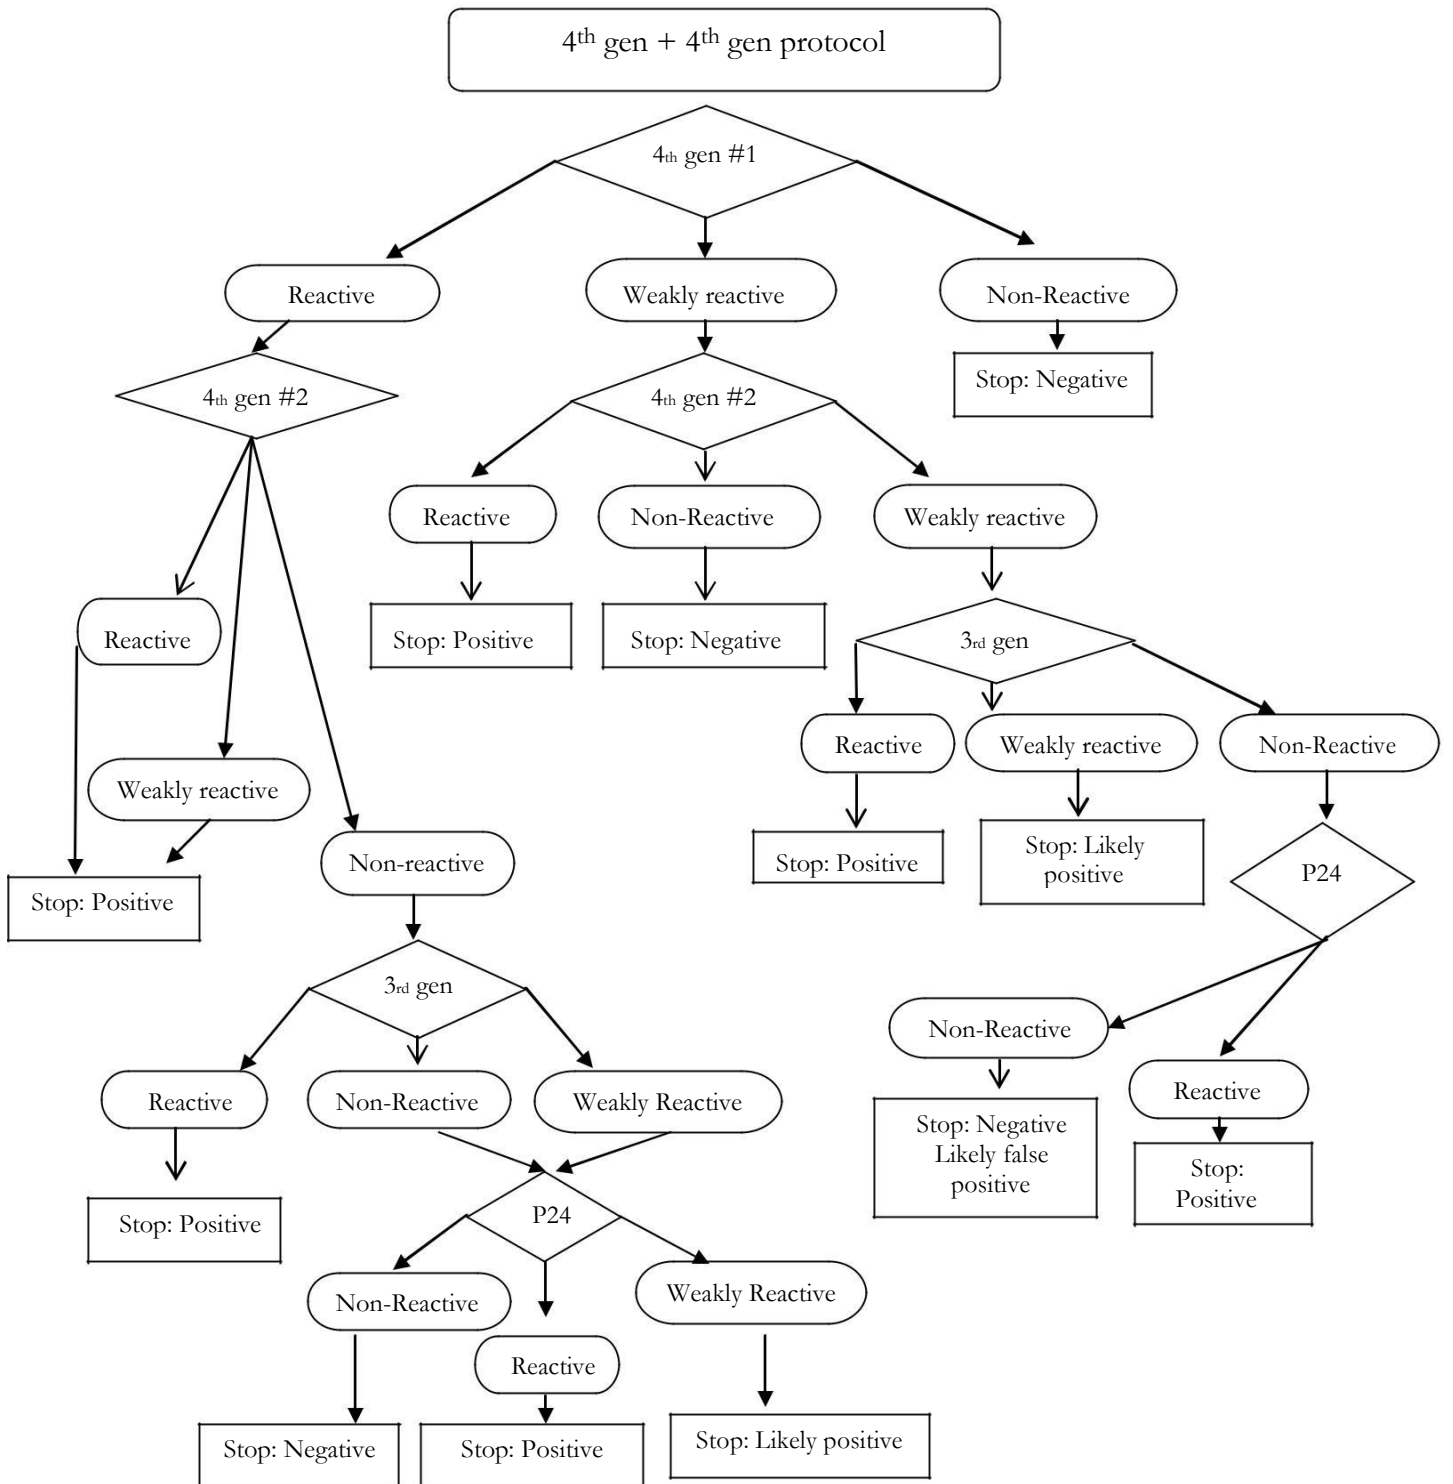 4th gen + 4th gen protocol
4th gen #1
Reactive
Weakly reactive
Non-Reactive
4th gen #2
4th gen #2
Stop: Negative
Reactive
Non-Reactive
Weakly reactive
Reactive
Stop: Positive
Stop: Negative
3rd gen
Reactive
Weakly reactive
Non-Reactive
Weakly reactive
Non-reactive
Stop: Positive
Stop: Likely
positive
P24
Stop: Positive
3rd gen
Non-Reactive
Reactive
Reactive
Non-Reactive
Weakly Reactive
Stop: Negative
Likely false
positive
Stop:
Positive
Stop: Positive
P24
Non-Reactive
Weakly Reactive
Reactive
Stop: Negative
Stop: Positive
Stop: Likely positive